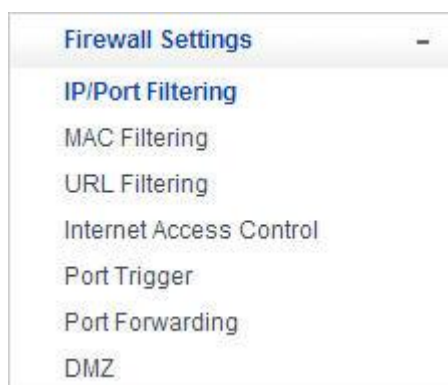 Firewall Settings –
IP/Port Filtering
MAC Filtering
URL Filtering
Internet Access Control
Port Trigger
Port Forwarding
DMZ